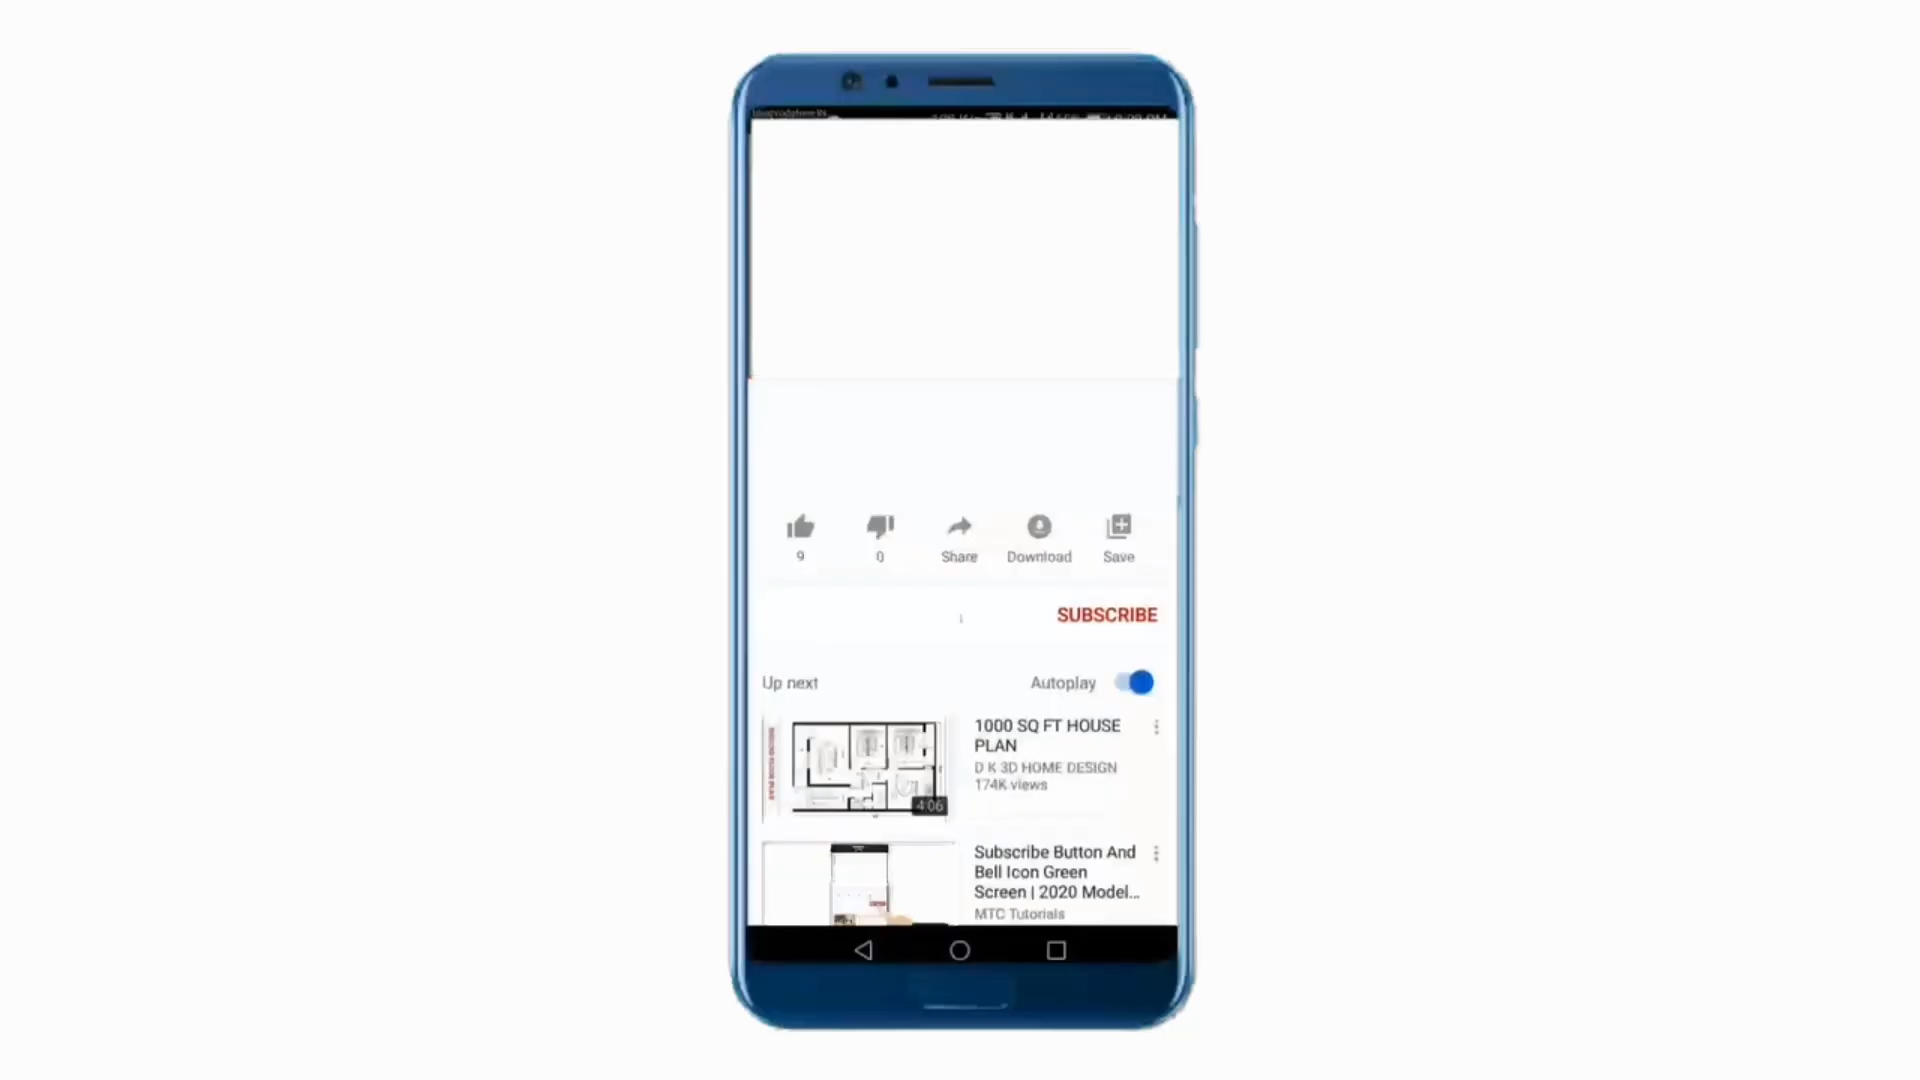 9
0
Share
Download
Save
SUBSCRIBE
Up next
Autoplay
1000 SQ FT HOUSE
PLAN
D K 3D HOME DESIGN
174K views
4:06
Subscribe Button And
Bell Icon Green
Screen | 2020 Model...
MTC Tutorials